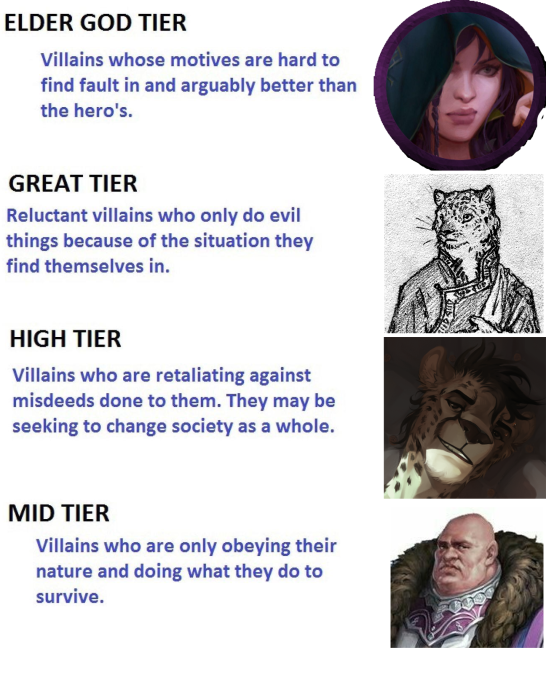 ELDER GOD TIER
Villains whose motives are hard to
find fault in and arguably better than
the hero's.
GREAT TIER
Reluctant villains who only do evil
things because of the situation they
find themselves in.
HIGH TIER
Villains who are retaliating against
misdeeds done to them. They may be
seeking to change society as a whole.
MID TIER
Villains who are only obeying their
nature and doing what they do to
survive.